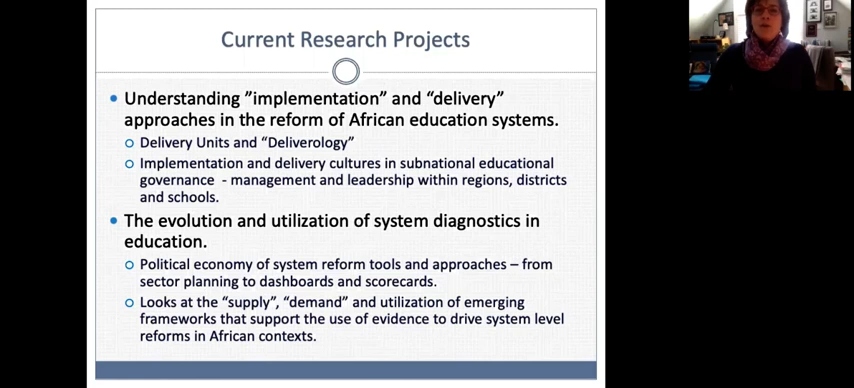 Current Research Projects
Understanding ”implementation” and “delivery”
approaches in the reform of African education systems.
Delivery Units and “Deliverology”
Implementation and delivery cultures in subnational educational
governance - management and leadership within regions, districts
and schools.
The evolution and utilization of system diagnostics in
education.
Political economy of system reform tools and approaches – from
sector planning to dashboards and scorecards.
Looks at the “supply”, “demand” and utilization of emerging
frameworks that support the use of evidence to drive system level
reforms in African contexts.